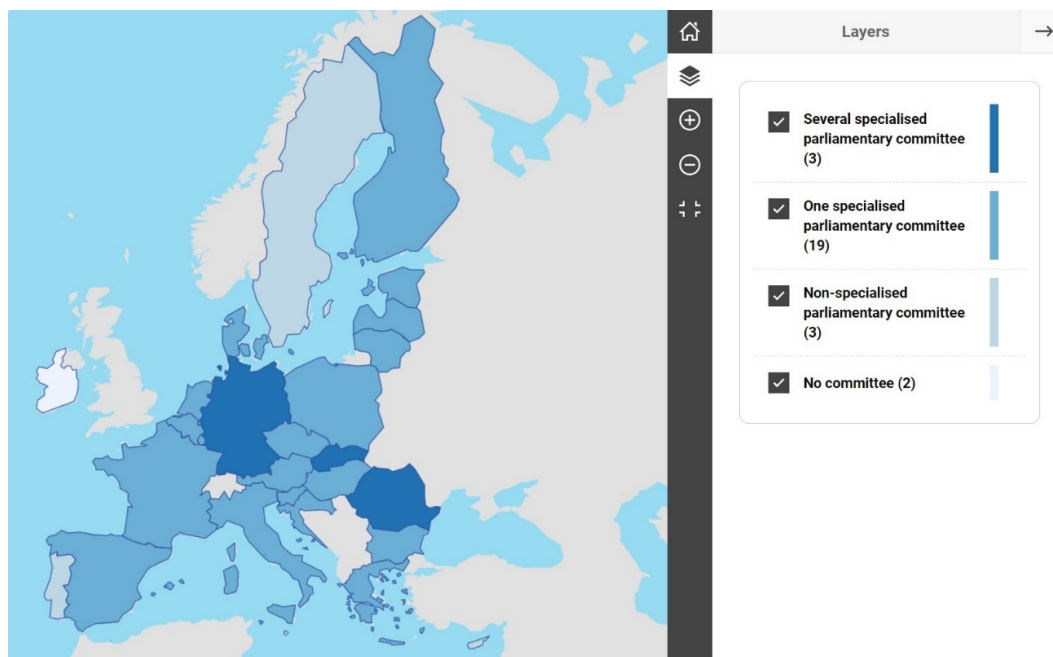 Layers
Several specialised
parliamentary committee
(3)
One specialised
parliamentary committee
(19)
Non-specialised
parliamentary committee
(3)
No committee (2)